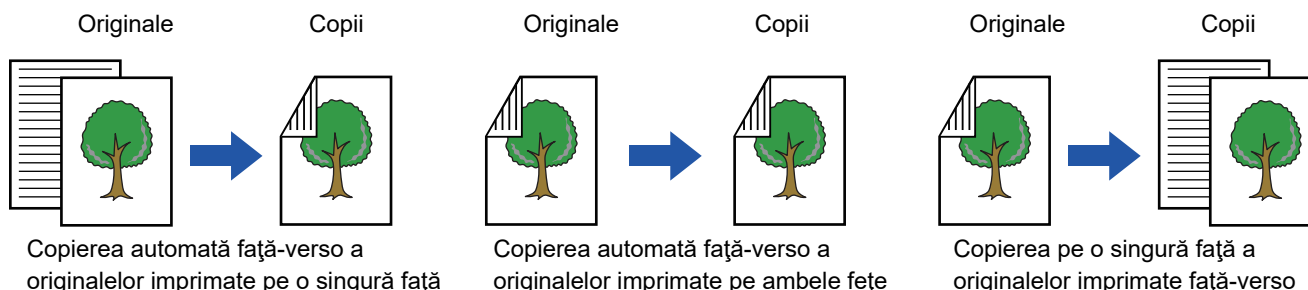 Originale Copii Originale Copii Originale Copii
Copierea automată faţă-verso a
originalelor imprimate pe o singură faţă
Copierea automată faţă-verso a
originalelor imprimate pe ambele feţe
Copierea pe o singură faţă a
originalelor imprimate faţă-verso